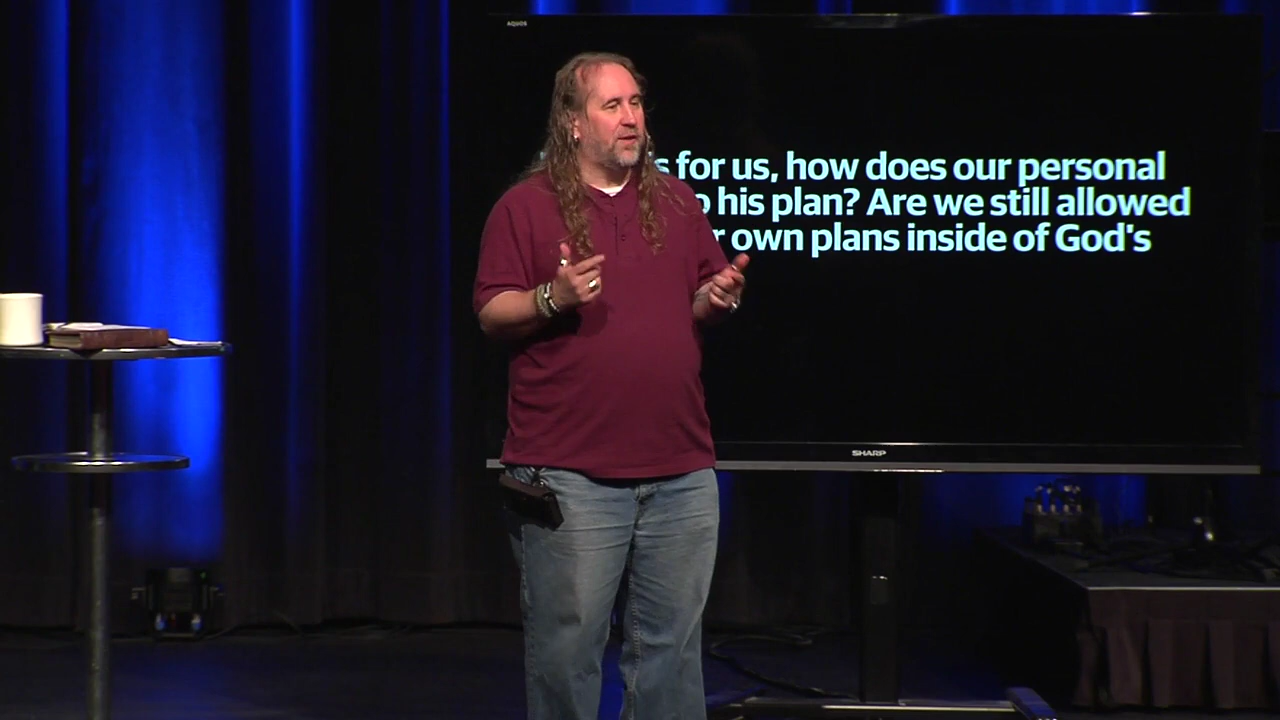 AQUOS
for us, how does our personal
his plan? Are we still allowed
own plans inside of God's
SHARP